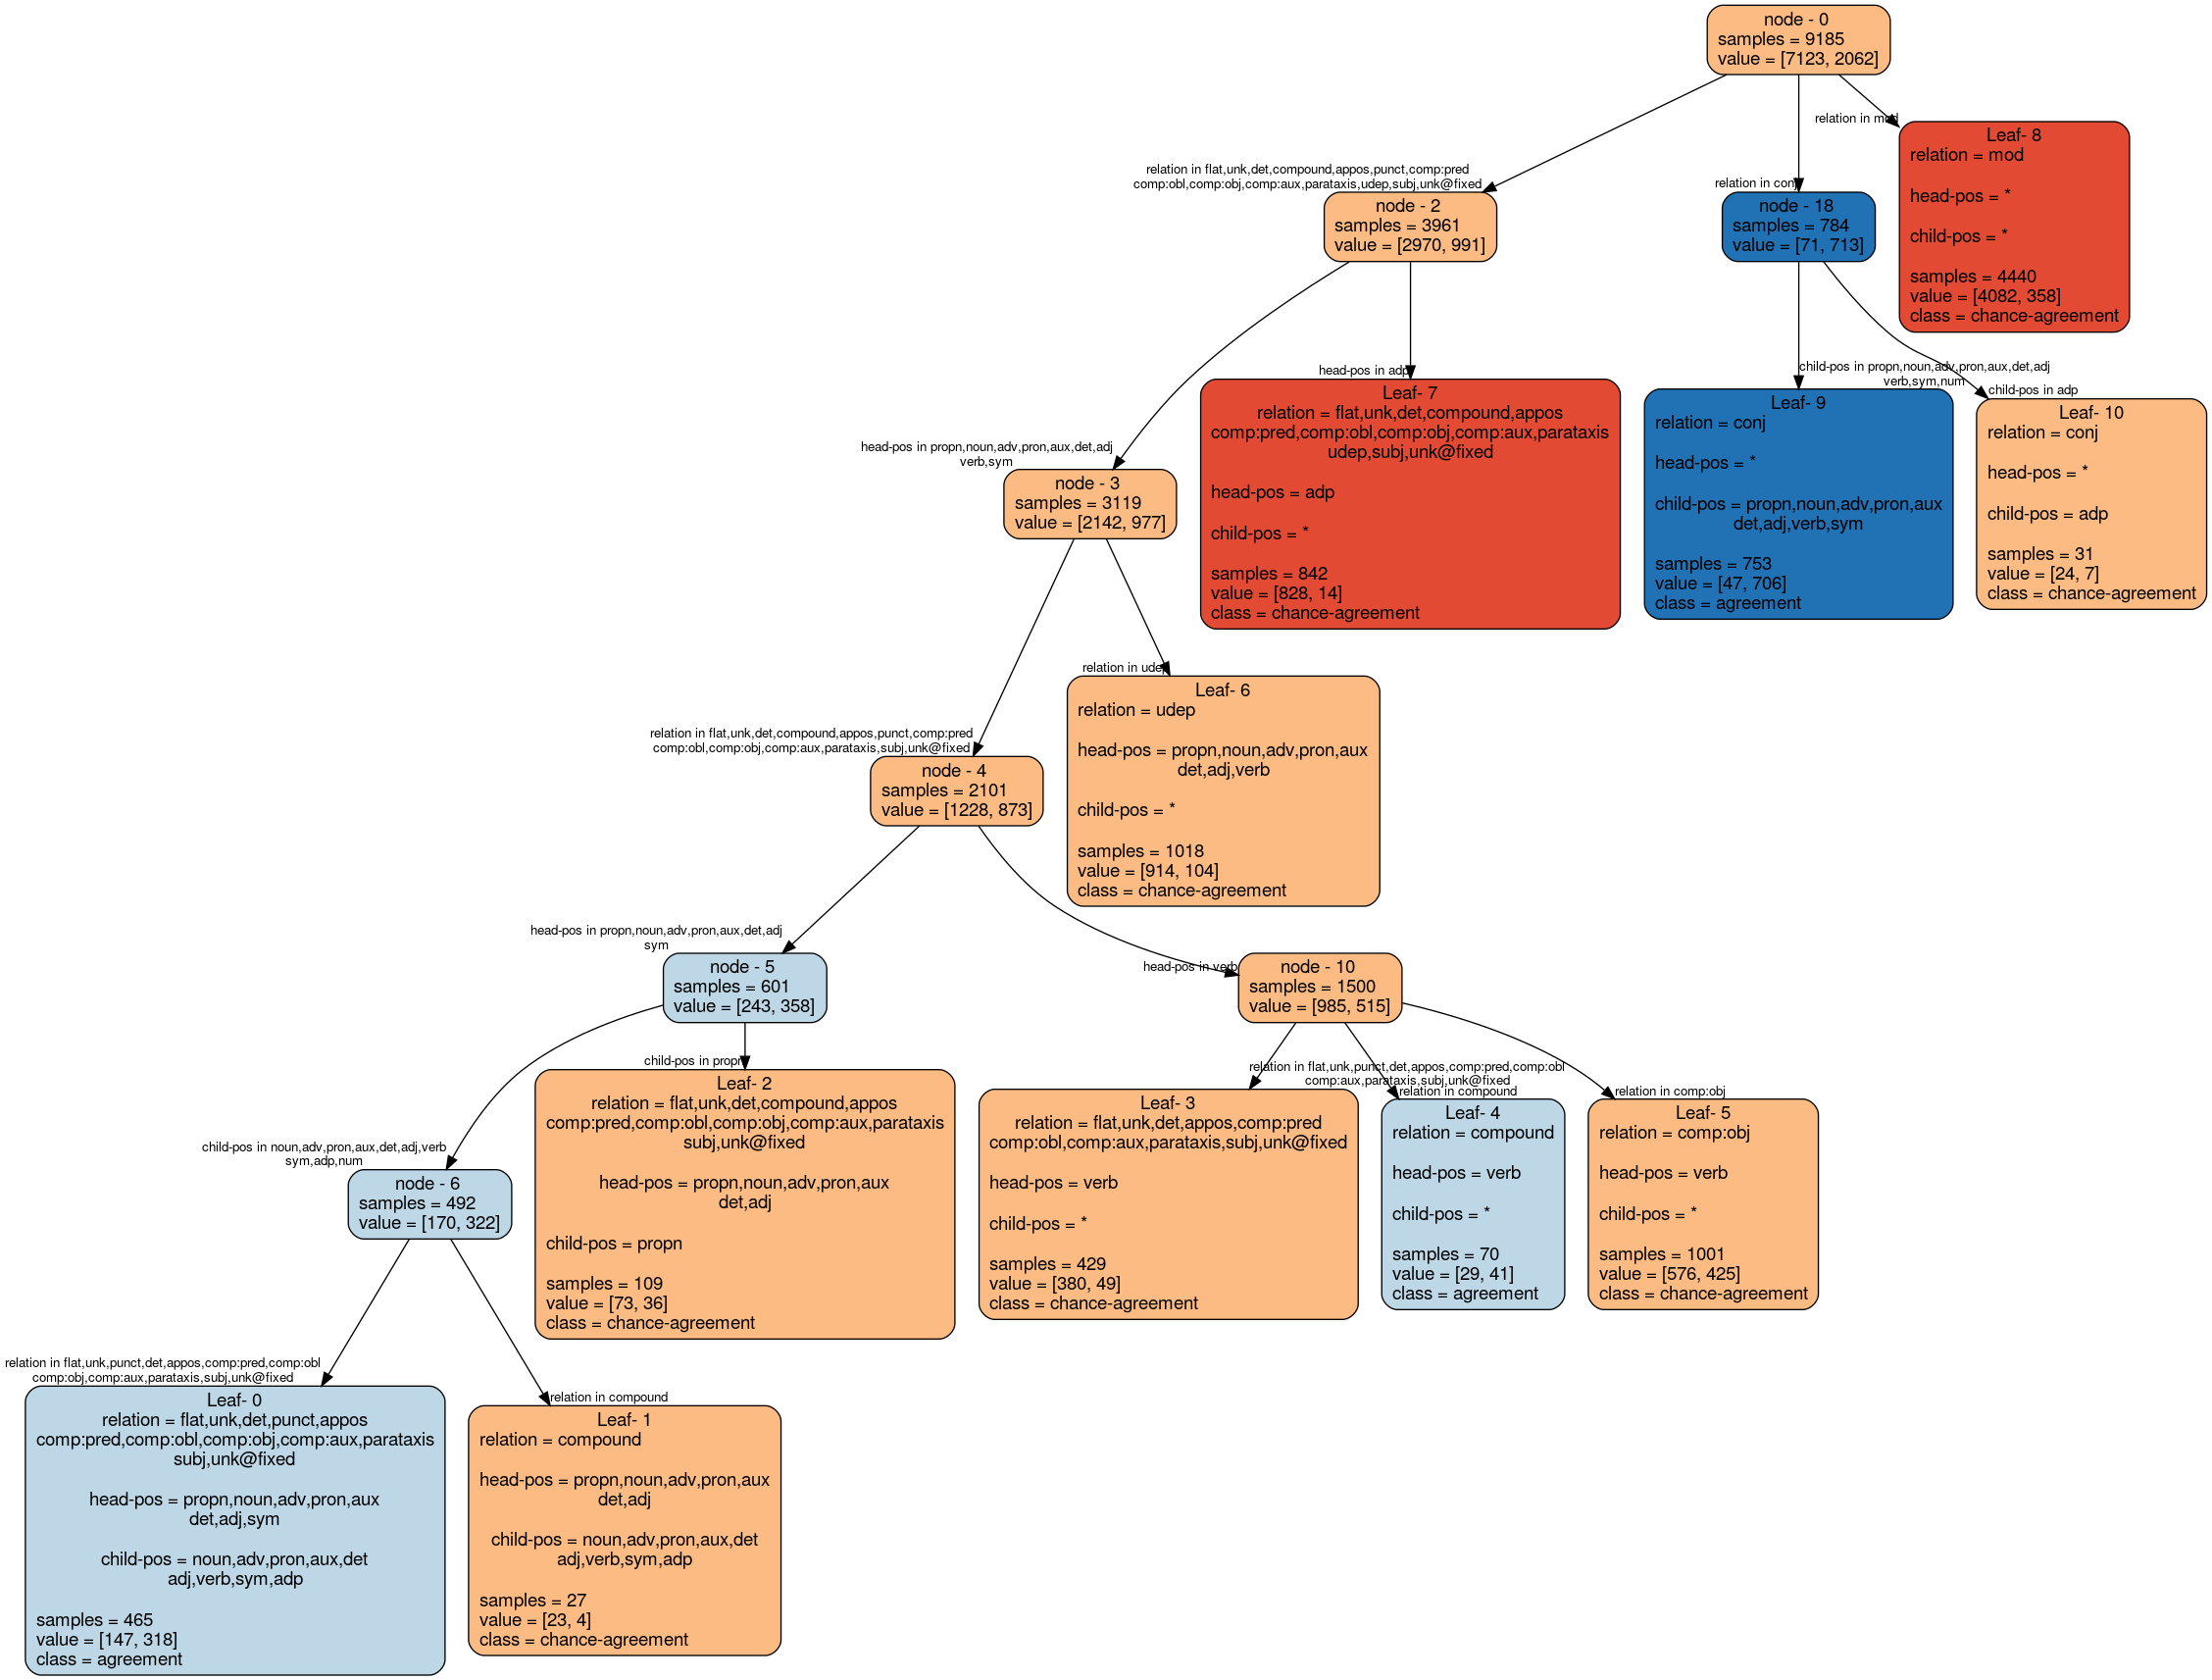 node - 0
samples = 9185
value = [7123, 2062]
relation in flat,unk,det,compound,appos,punct,comp:pred
comp:obl,comp:obj,comp:aux,parataxis,udep,subj,unk@fixed
node - 2
samples = 3961
value = [2970, 991]
relation in conj
node - 18
samples = 784
value = [71, 713]
relation in mod
Leaf- 8
relation = mod
head-pos = *
child-pos = *
samples = 4440
value = [4082, 358]
class = chance-agreement
head-pos in propn,noun,adv,pron,aux,det,adj
verb,sym
node - 3
samples = 3119
value = [2142, 977]
head-pos in adp
Leaf- 7
relation = flat,unk,det,compound,appos
comp:pred,comp:obl,comp:obj,comp:aux,parataxis
udep,subj,unk@fixed
head-pos = adp
child-pos = *
samples = 842
value = [828, 14]
class = chance-agreement
child-pos in propn,noun,adv,pron,aux,det,adj
verb,sym,num
Leaf- 9
relation = conj
head-pos = *
child-pos = propn,noun,adv,pron,aux
det,adj,verb,sym
samples = 753
value = [47, 706]
class = agreement
child-pos in adp
Leaf- 10
relation = conj
head-pos = *
child-pos = adp
samples = 31
value = [24, 7]
class = chance-agreement
relation in flat,unk,det,compound,appos,punct,comp:pred
comp:obl,comp:obj,comp:aux,parataxis,subj,unk@fixed
node - 4
samples = 2101
value = [1228, 873]
relation in udep
Leaf- 6
relation = udep
head-pos = propn,noun,adv,pron,aux
det,adj,verb
child-pos = *
samples = 1018
value = [914, 104]
class = chance-agreement
head-pos in propn,noun,adv,pron,aux,det,adj
sym
node - 5
samples = 601
value = [243, 358]
head-pos in verb
node - 10
samples = 1500
value = [985, 515]
child-pos in noun,adv,pron,aux,det,adj,verb
sym,adp,num
node - 6
samples = 492
value = [170, 322]
child-pos in propn
Leaf- 2
relation = flat,unk,det,compound,appos
comp:pred,comp:obl,comp:obj,comp:aux,parataxis
subj,unk@fixed
head-pos = propn,noun,adv,pron,aux
det,adj
child-pos = propn
samples = 109
value = [73, 36]
class = chance-agreement
relation in flat,unk,punct,det,appos,comp:pred,comp:obl
comp:aux,parataxis,subj,unk@fixed
Leaf- 3
relation = flat,unk,det,appos,comp:pred
comp:obl,comp:aux,parataxis,subj,unk@fixed
head-pos = verb
child-pos = *
samples = 429
value = [380, 49]
class = chance-agreement
relation in compound
Leaf- 4
relation = compound
head-pos = verb
child-pos = *
samples = 70
value = [29, 41]
class = agreement
relation in comp:obj
Leaf- 5
relation = comp:obj
head-pos = verb
child-pos = *
samples = 1001
value = [576, 425]
class = chance-agreement
relation in flat,unk,punct,det,appos,comp:pred,comp:obl
comp:obj,comp:aux,parataxis,subj,unk@fixed
Leaf- 0
relation = flat,unk,det,punct,appos
comp:pred,comp:obl,comp:obj,comp:aux,parataxis
subj,unk@fixed
head-pos = propn,noun,adv,pron,aux
det,adj,sym
child-pos = noun,adv,pron,aux,det
adj,verb,sym,adp
samples = 465
value = [147, 318]
class = agreement
relation in compound
Leaf- 1
relation = compound
head-pos = propn,noun,adv,pron,aux
det,adj
child-pos = noun,adv,pron,aux,det
adj,verb,sym,adp
samples = 27
value = [23, 4]
class = chance-agreement